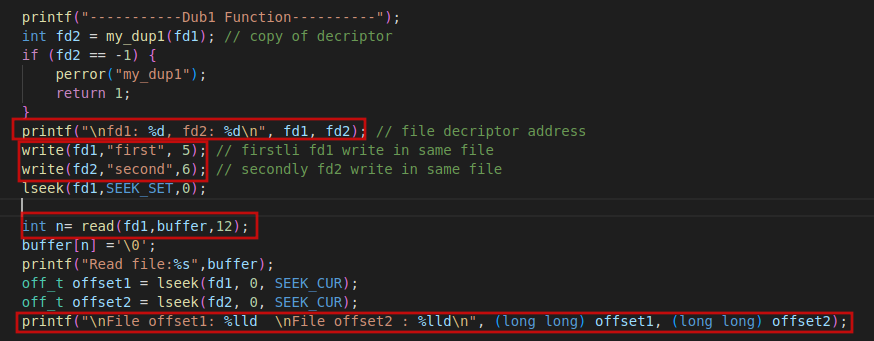 printf("-----------Dub1 Function----------");
int fd2 = my_dup1(fd1); // copy of decriptor
if (fd2 == -1) {
perror("my_dup1");
return 1;
}
printf("\nfd1: %d, fd2: %d\n", fd1, fd2); // file decriptor address
write(fd1,"first", 5); // firstli fd1 write in same file
write(fd2,"second",6); // secondly fd2 write in same file
lseek(fd1,SEEK_SET,0);
int n= read(fd1,buffer,12);
buffer[n] ='\0';
printf("Read file:%s",buffer);
off_t offset1 = lseek(fd1, 0, SEEK_CUR);
off_t offset2 = lseek(fd2, 0, SEEK_CUR);
printf("\nFile offset1: %lld  \nFile offset2 : %lld\n", (long long) offset1, (long long) offset2);